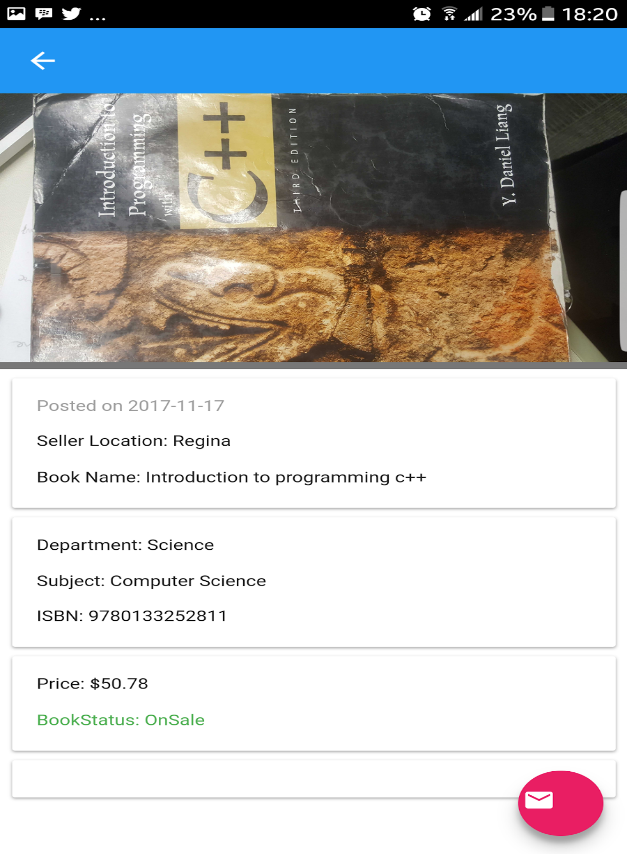 23% 18:20
Introduction to
Programming
with
C++
THIRD EDITION
Y. Daniel Liang
Posted on 2017-11-17
Seller Location: Regina
Book Name: Introduction to programming c++
Department: Science
Subject: Computer Science
ISBN: 9780133252811
Price: $50.78
BookStatus: OnSale